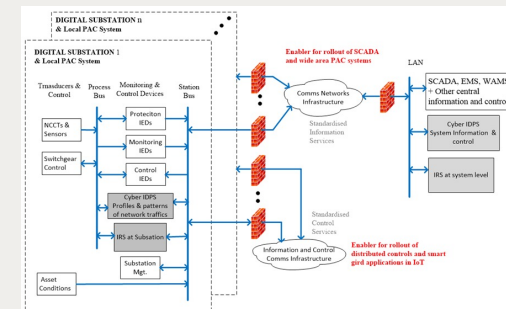 DIGITAL SUBSTATION n
& Local PAC System
DIGITAL SUBSTATION 1
& Local PAC System
Trnasducers &
Control
Process
Bus
Monitoring &
Control Devices
Station
Bus
NCCTs &
Sensors
Switchgear
Control
Asset
Conditions
Proteciton
IEDs
Monitoring
IEDs
Control
IEDs
Cyber IDPS
Profiles & patterns
of network traffics
IRS at Subsation
Substation
Mgt.
Enabler for rollout of SCADA
and wide area PAC systems
Comms Networks
Infrastructure
Standardised
Information
Services
Standardised
Control
Services
Information and Control
Comms Infrastructure
Enabler for rollout of
distributed controls and smart
gird applications in IoT
LAN
SCADA, EMS, WAMS
+ Other central
information and contro
Cyber IDPS
System Information &
control
IRS at system level